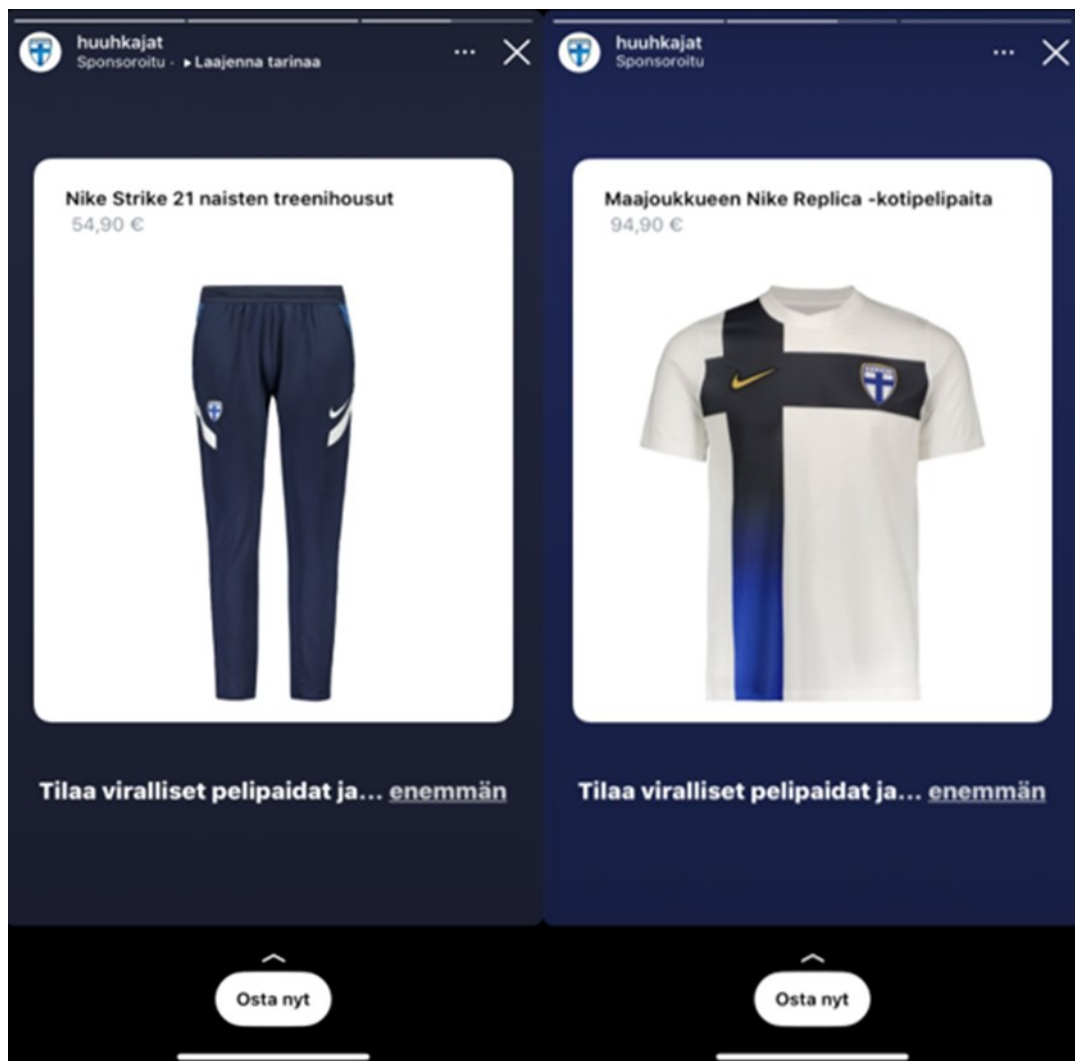 huuhkajat
Sponsoroitu · ▸ Laajenna tarinaa
Nike Strike 21 naisten treenihousut
54,90 €
Tilaa viralliset pelipaidat ja... enemmän
Osta nyt
huuhkajat
Sponsoroitu
Maajoukkueen Nike Replica -kotipelipaita
94,90 €
Tilaa viralliset pelipaidat ja... enemmän
Osta nyt